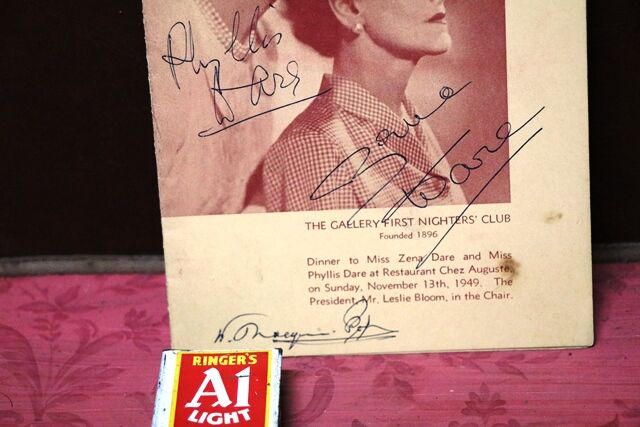 Phyllis
Dare
Zena
Dare
THE GALLERY FIRST NIGHTERS' CLUB
Founded 1896
Dinner to Miss Zena Dare and Miss
Phyllis Dare at Restaurant Chez Auguste,
on Sunday, November 13th, 1949. The
President, Mr. Leslie Bloom, in the Chair.
RINGER'S
A1
LIGHT